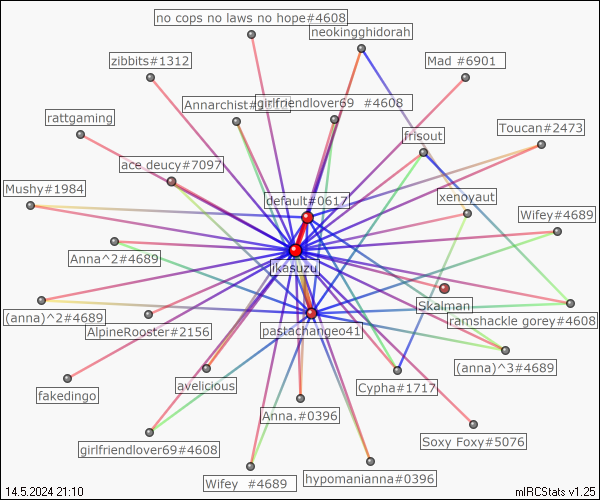 no cops no laws no hope#4608
neokingghidorah
zibbits#1312
Mad #6901
Annarchist#
girlfriendlover69 #4608
rattgaming
Toucan#2473
frisout
ace deucy#7097
Mushy#1984
default#0617
xenoyaut
Wifey#4689
Anna^2#4689
jkasuzu
Skalman
(anna)^2#4689
ramshackle gorey#4608
AlpineRooster#2156
pastachangeo41
(anna)^3#4689
fakedingo
avelicious
Cypha#1717
Anna.#0396
girlfriendlover69#4608
Soxy Foxy#5076
Wifey #4689
hypomanianna#0396
14.5.2024 21:10
mIRCStats v1.25